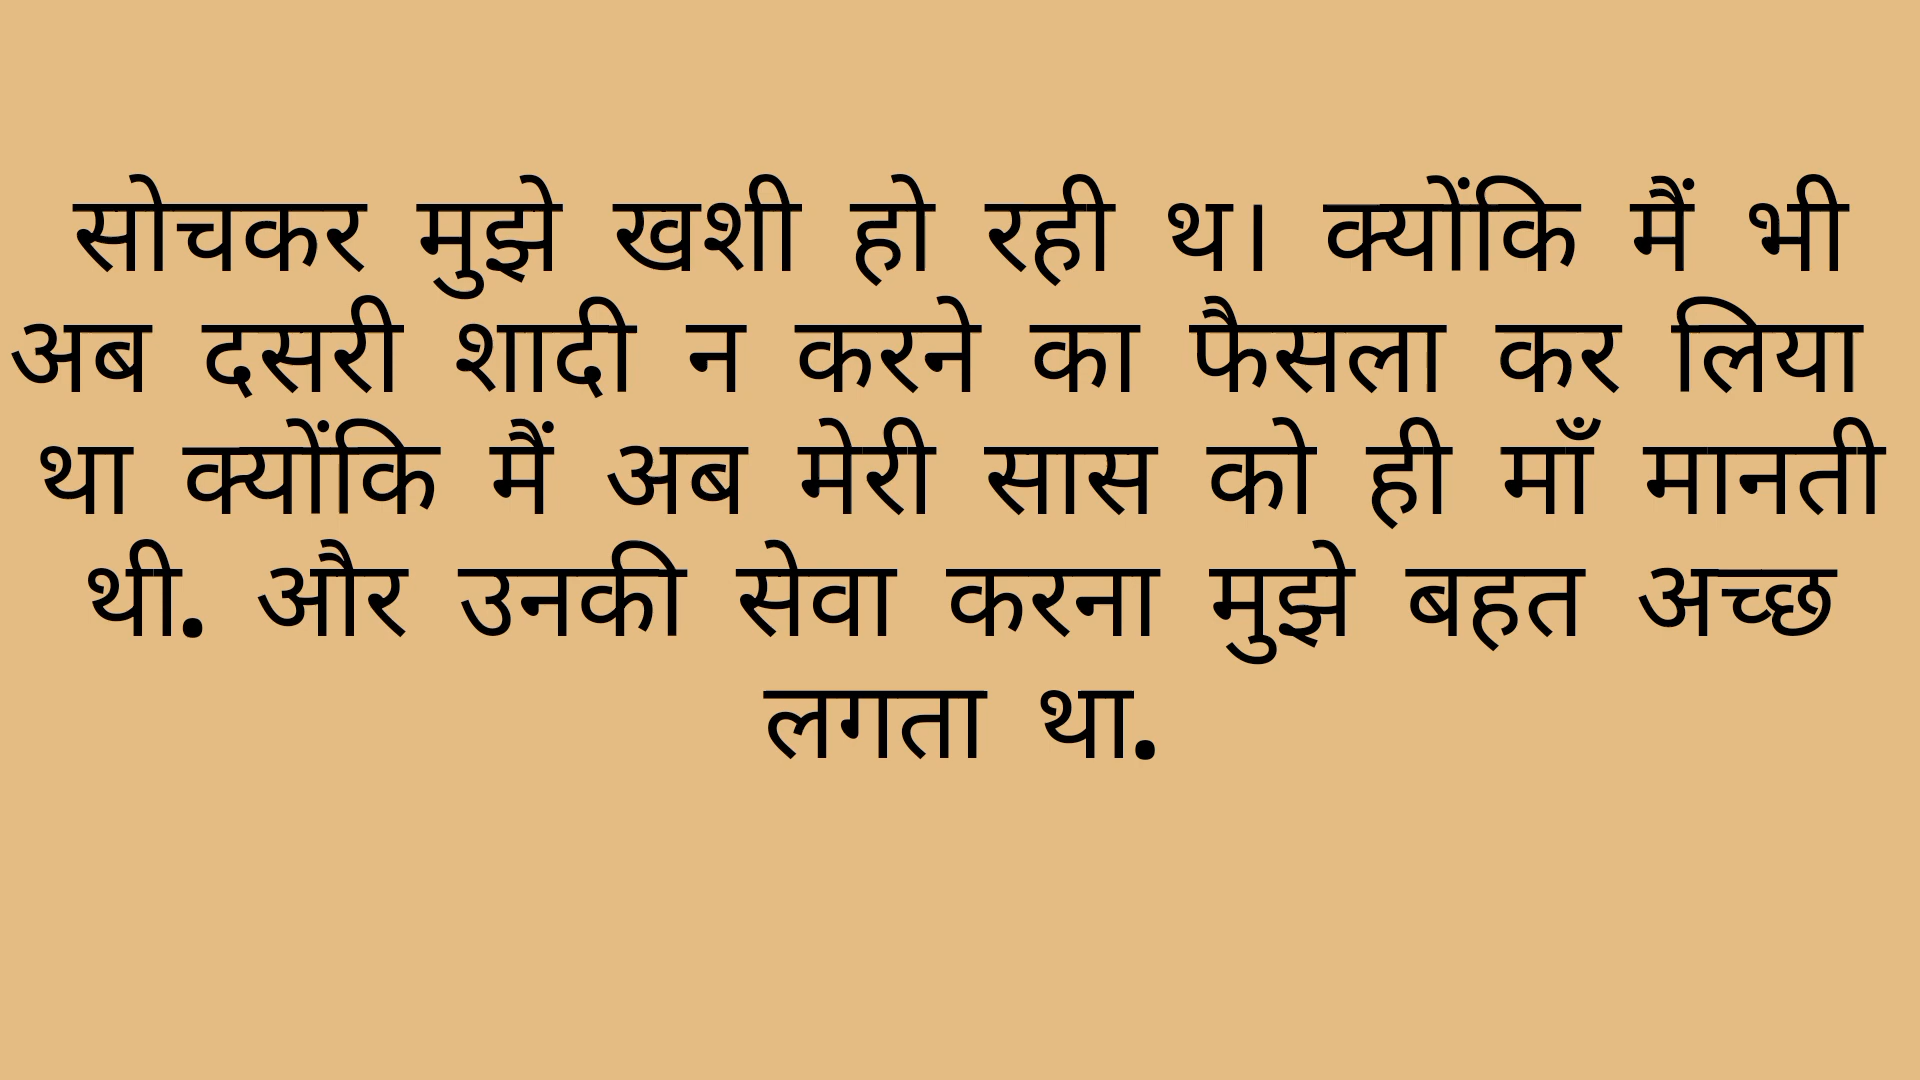 सोचकर मुझे खशी हो रही थ। क्योंकि मैं भी
अब दसरी शादी न करने का फैसला कर लिया
था क्योंकि मैं अब मेरी सास को ही माँ मानती
थी. और उनकी सेवा करना मुझे बहत अच्छ
लगता था.